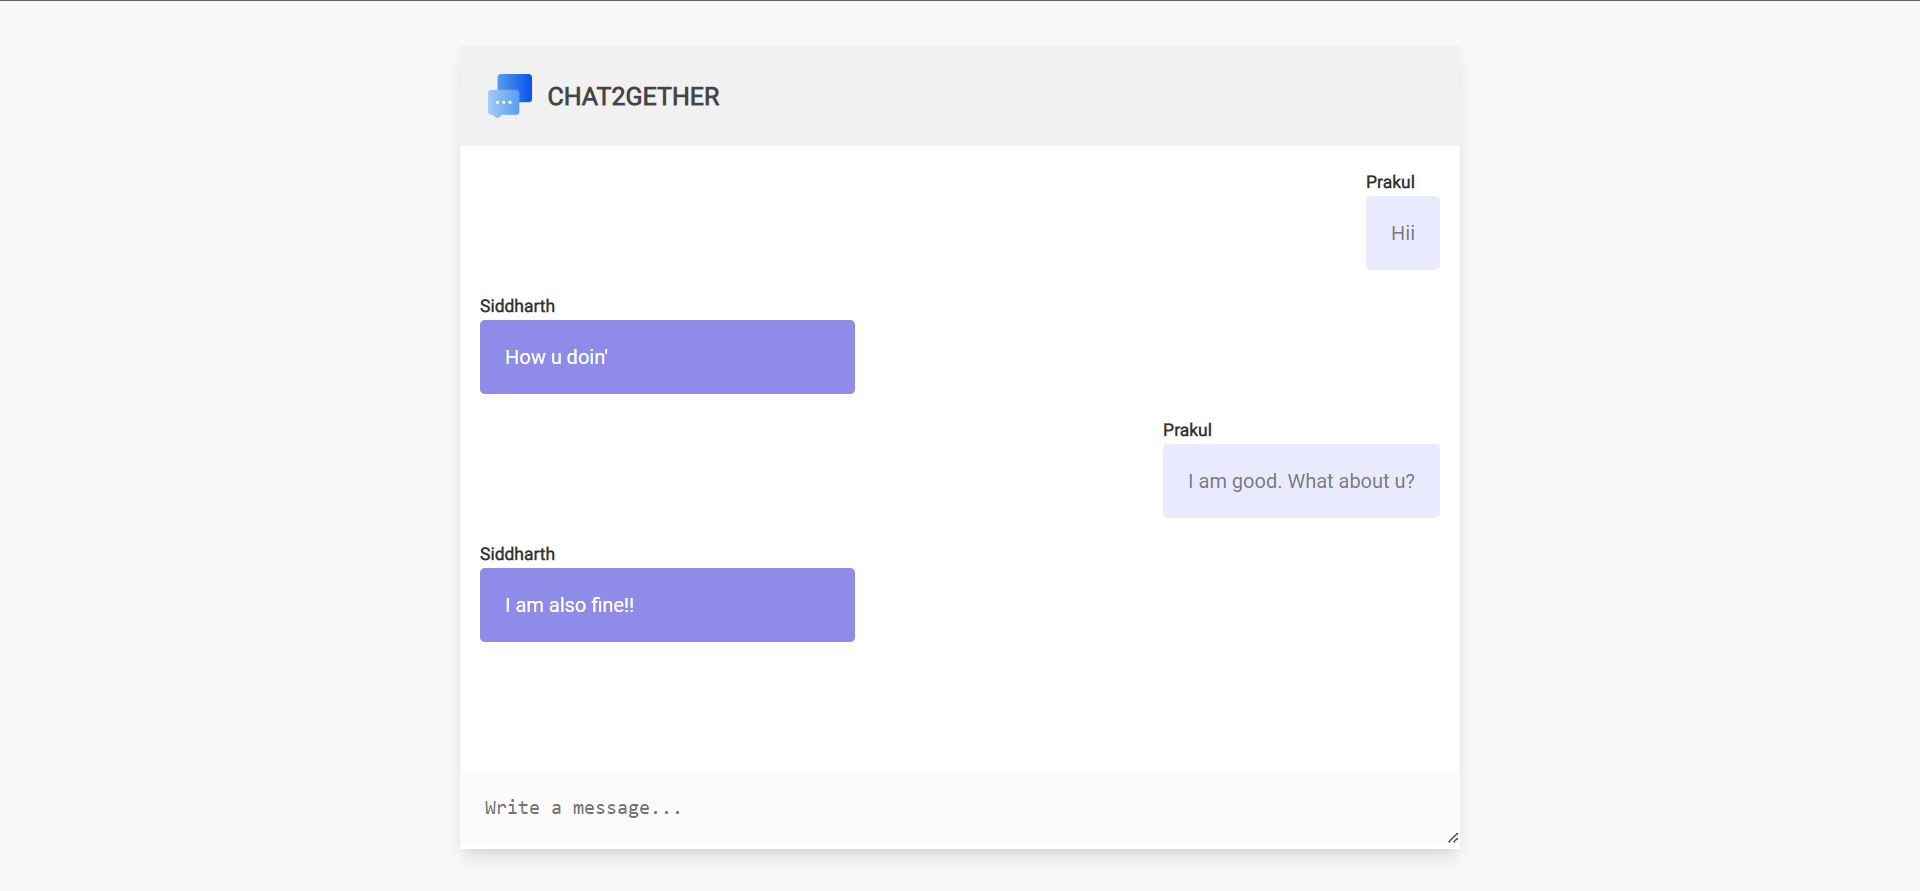 CHAT2GETHER
Prakul
Hii
Siddharth
How u doin'
Prakul
I am good. What about u?
Siddharth
I am also fine!!
Write a message...